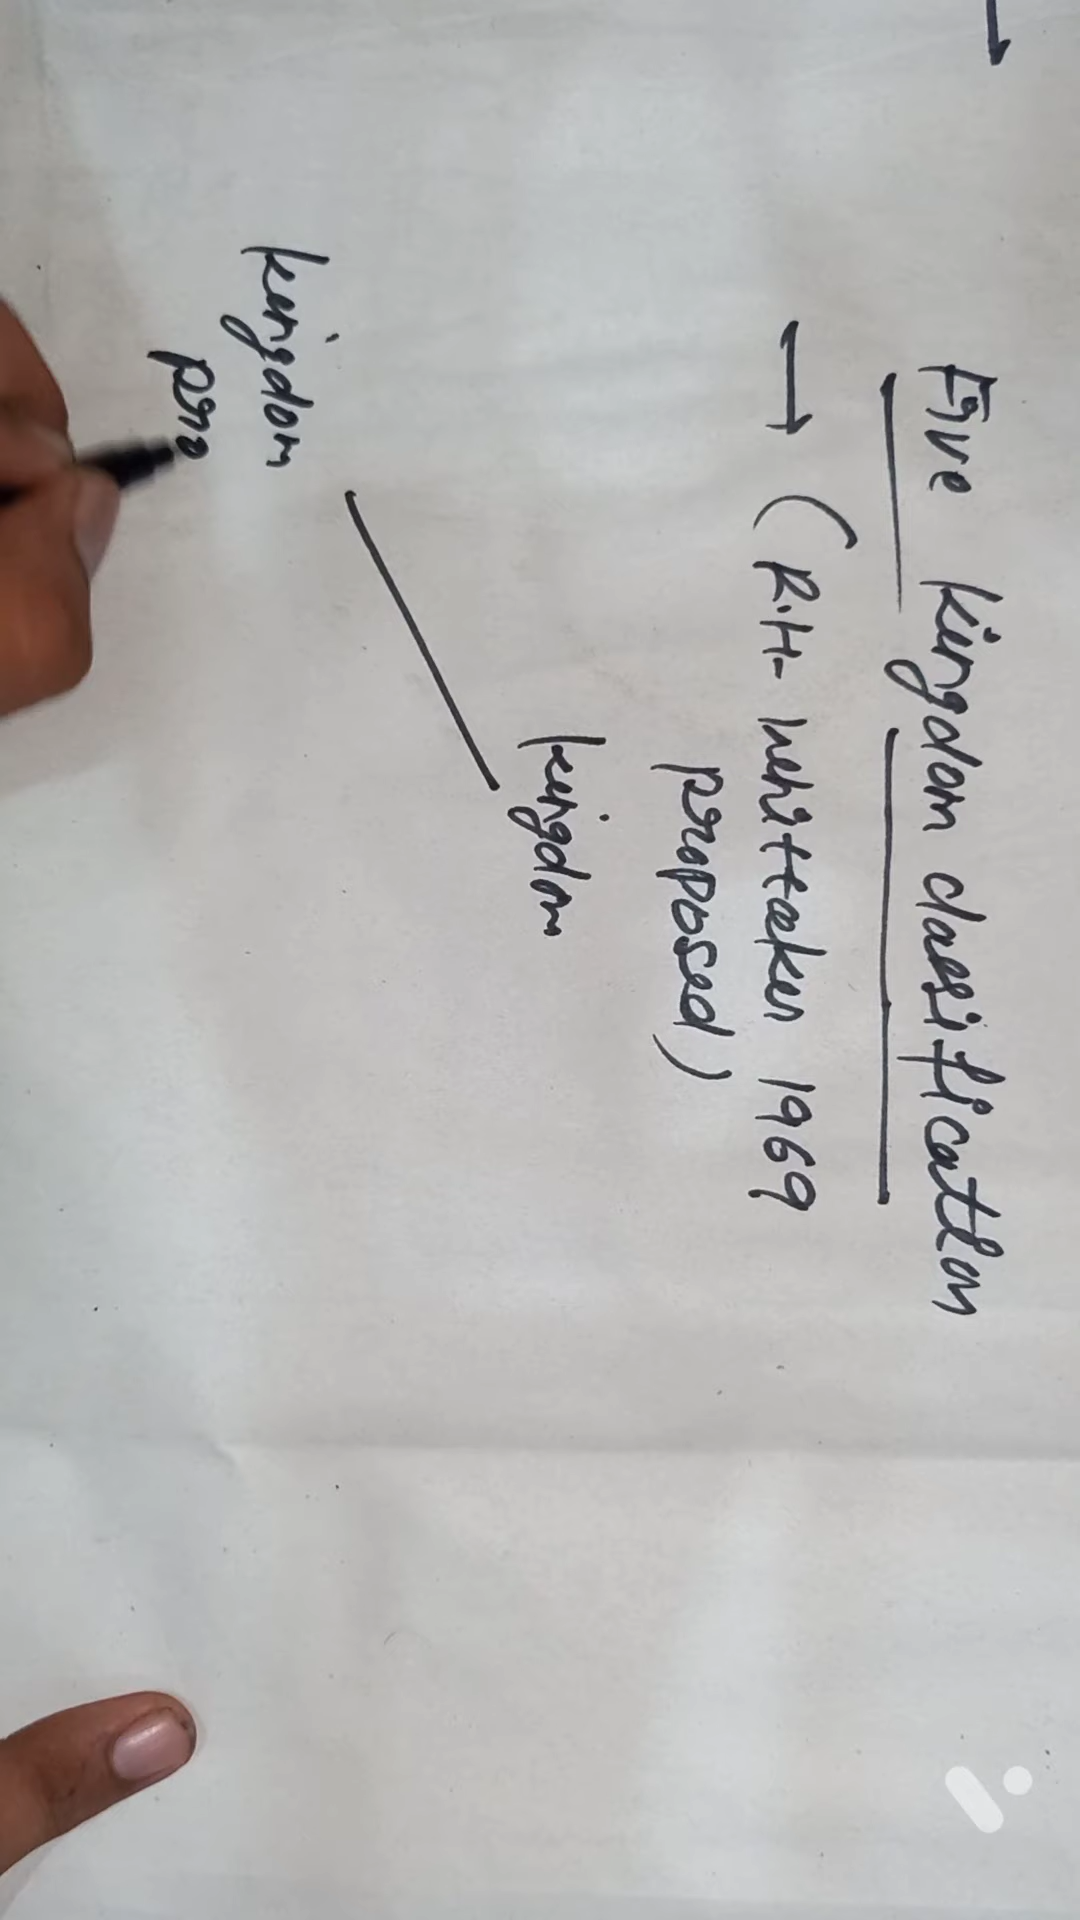 Five kingdom classification
→ (R.H. Whittaker 1969
proposed)
kingdom
kingdom
pro